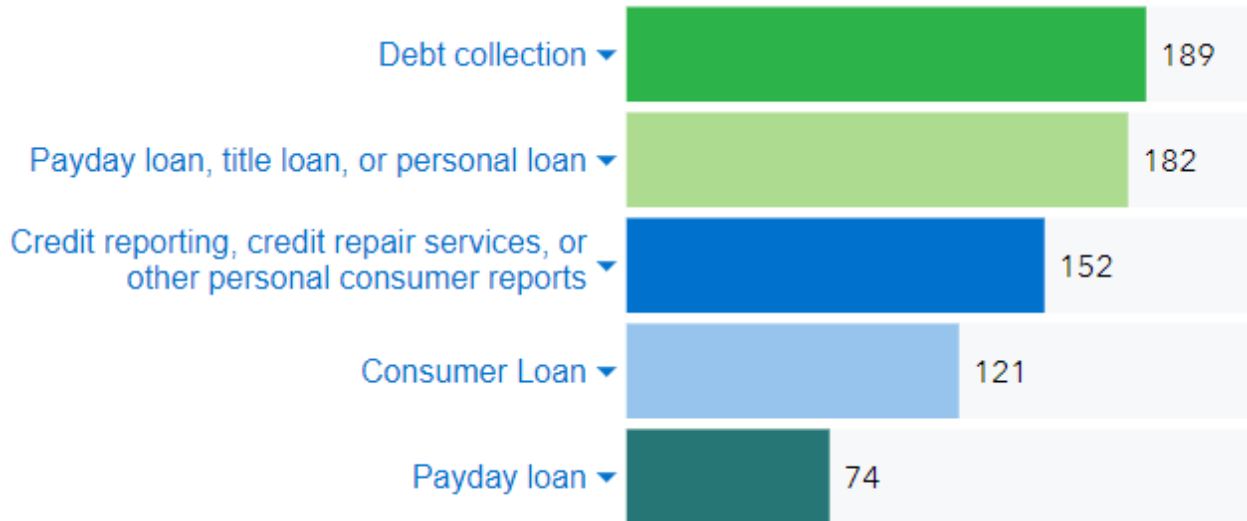 Debt collection 189
Payday loan, title loan, or personal loan 182
Credit reporting, credit repair services, or
other personal consumer reports 152
Consumer Loan 121
Payday loan 74